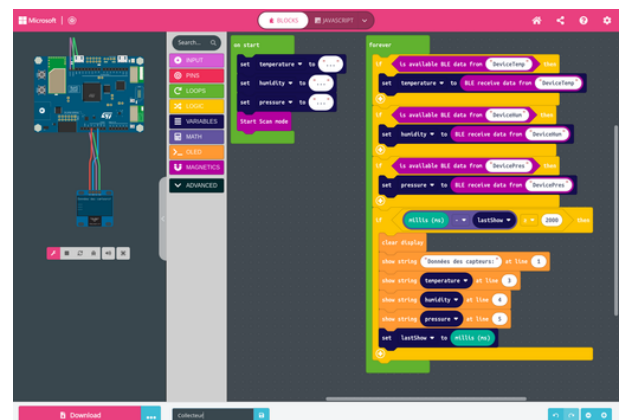 Microsoft
BLOCKS
JAVASCRIPT
Search...
INPUT
PINS
LOOPS
LOGIC
VARIABLES
MATH
OLED
MAGNETICS
ADVANCED
on start
set temperature to "..."
set humidity to "..."
set pressure to "..."
Start Scan mode
forever
if is available BLE data from "DeviceTemp" then
set temperature to BLE receive data from "DeviceTemp"
if is available BLE data from "DeviceHum" then
set humidity to BLE receive data from "DeviceHum"
if is available BLE data from "DevicePres" then
set pressure to BLE receive data from "DevicePres"
if millis (ms) - lastShow 2000 then
clear display
show string "Données des capteurs:" at line 1
show string temperature at line 3
show string humidity at line 4
show string pressure at line 5
set lastShow to millis (ms)
Download
Collecteur